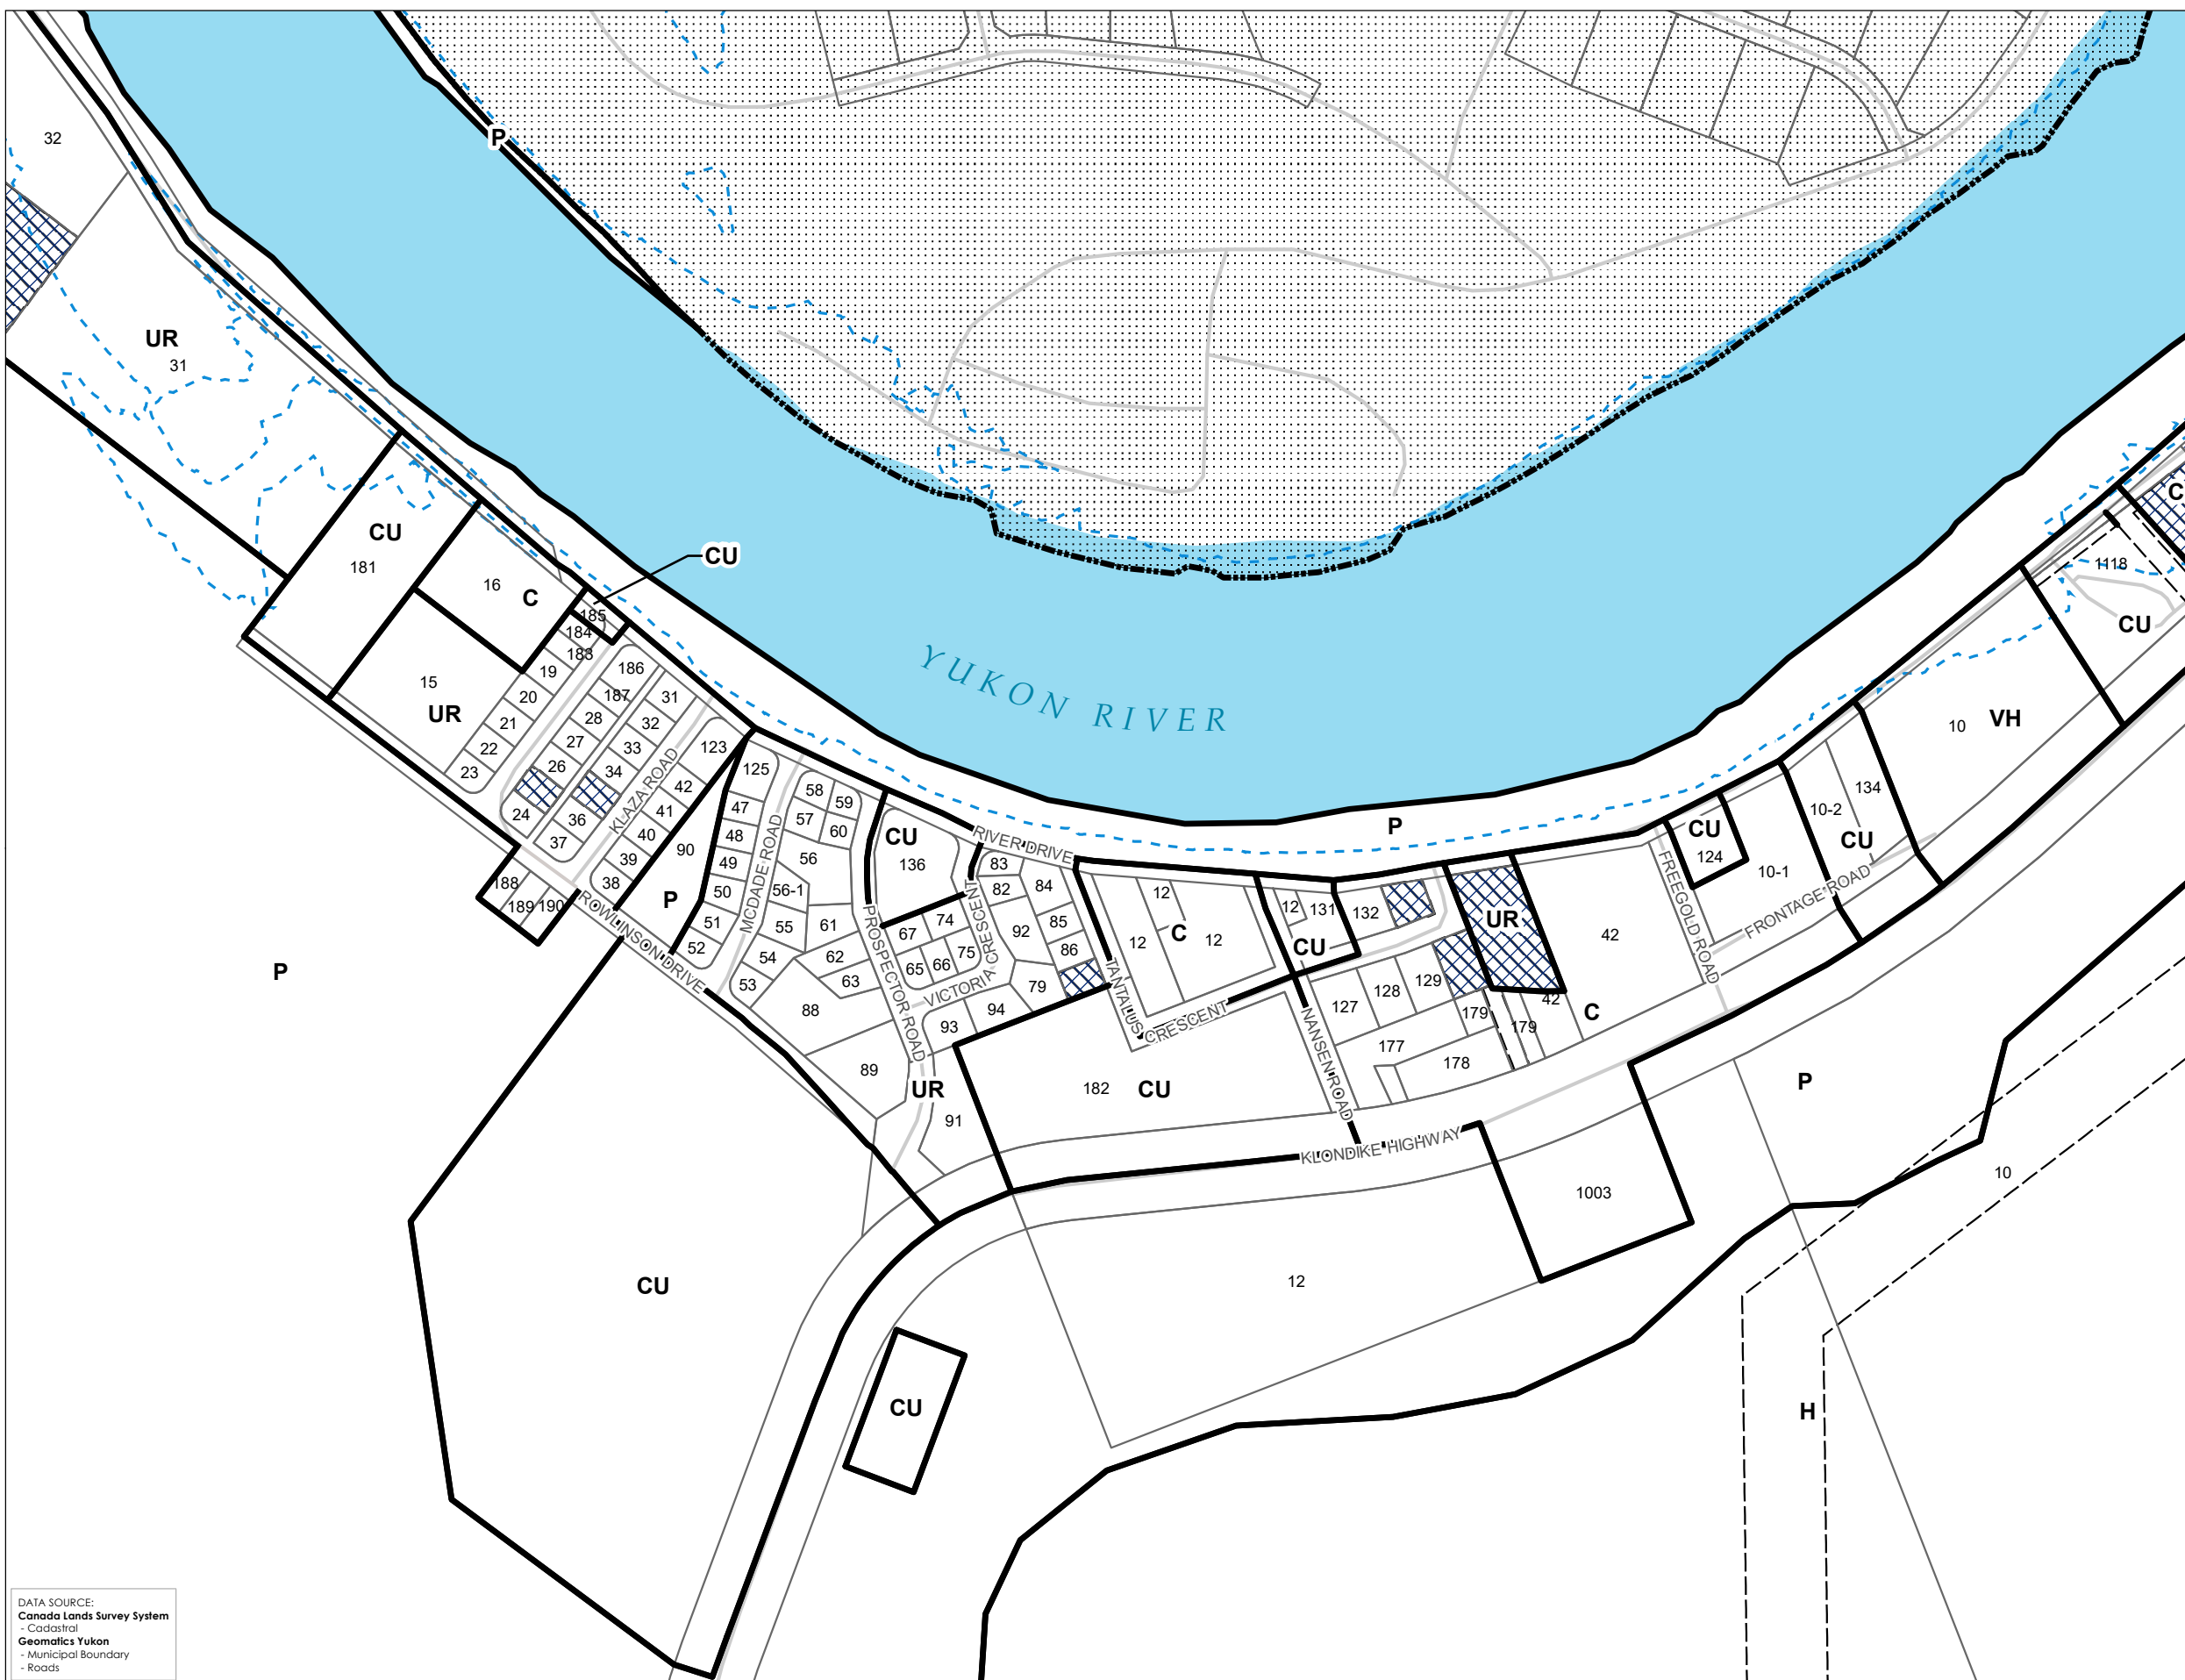 32
P
UR
31
C
1118
CU
CU
181
CU
16
C
185
184
183
19
20
21
22
23
15
UR
186
187
28
27
26
24
31
32
33
34
36
37
KLAZA ROAD
123
42
41
40
39
38
90
P
188
189
190
ROWLINSON DRIVE
YUKON RIVER
125
47
48
49
50
51
52
MCDADE ROAD
58
59
57
60
56
56-1
55
61
54
62
53
63
88
89
CU
136
PROSPECTOR ROAD
RIVER DRIVE
83
82
84
74
67
92
85
75
66
65
86
79
VICTORIA
CRESCENT
94
93
UR
91
TANTALUS
CRESCENT
12
12
C
12
12
131
CU
132
P
UR
127
128
129
179
179
42
177
178
NANSEN ROAD
182
CU
42
C
FREEGOLD ROAD
CU
124
10-1
10-2
134
CU
FRONTAGE ROAD
10
VH
P
P
KLONDIKE HIGHWAY
1003
10
12
CU
CU
H
DATA SOURCE:
Canada Lands Survey System
- Cadastral
Geomatics Yukon
- Municipal Boundary
- Roads